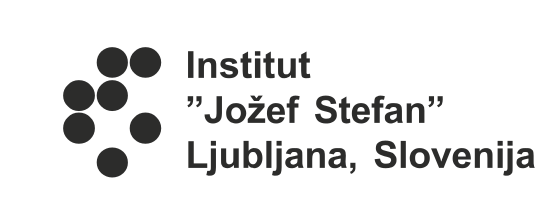 Institut
”Jožef Stefan”
Ljubljana, Slovenija